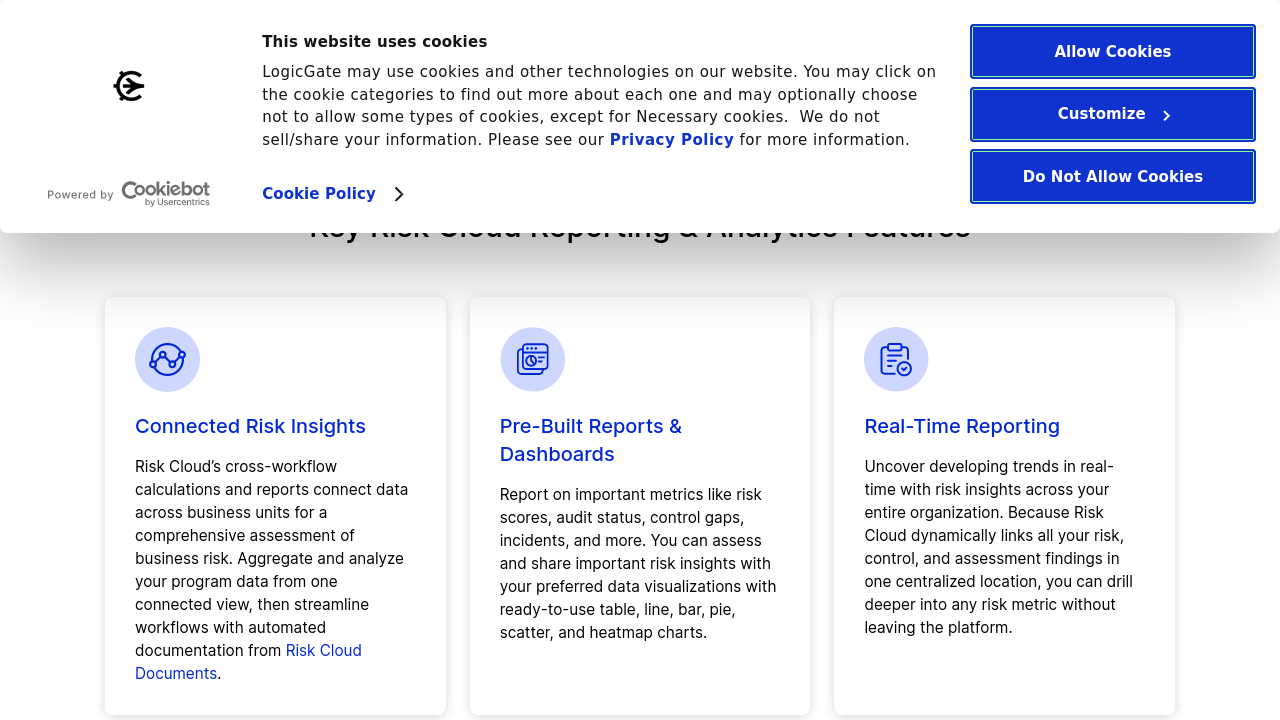 This website uses cookies
LogicGate may use cookies and other technologies on our website. You may click on
the cookie categories to find out more about each one and may optionally choose
not to allow some types of cookies, except for Necessary cookies.  We do not
sell/share your information. Please see our Privacy Policy for more information.
Cookie Policy
Powered by Cookiebot
by Usercentrics
Allow Cookies
Customize
Do Not Allow Cookies
Key Risk Cloud Reporting & Analytics Features
Connected Risk Insights
Risk Cloud’s cross-workflow
calculations and reports connect data
across business units for a
comprehensive assessment of
business risk. Aggregate and analyze
your program data from one
connected view, then streamline
workflows with automated
documentation from Risk Cloud
Documents.
Pre-Built Reports &
Dashboards
Report on important metrics like risk
scores, audit status, control gaps,
incidents, and more. You can assess
and share important risk insights with
your preferred data visualizations with
ready-to-use table, line, bar, pie,
scatter, and heatmap charts.
Real-Time Reporting
Uncover developing trends in real-
time with risk insights across your
entire organization. Because Risk
Cloud dynamically links all your risk,
control, and assessment findings in
one centralized location, you can drill
deeper into any risk metric without
leaving the platform.